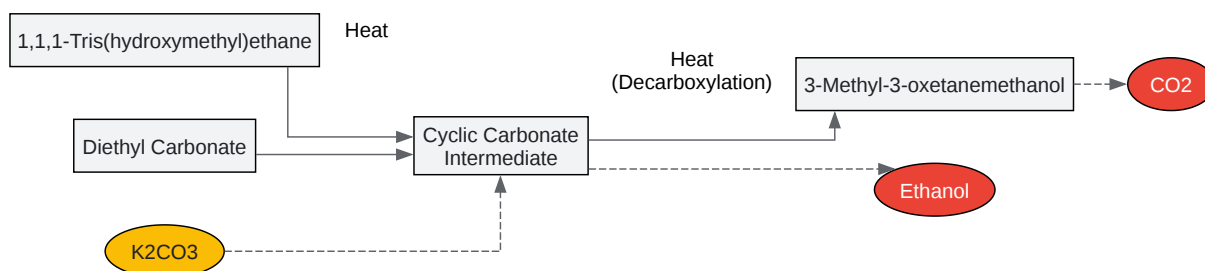 1,1,1-Tris(hydroxymethyl)ethane
Heat
Heat
(Decarboxylation)
3-Methyl-3-oxetanemethanol
CO2
Diethyl Carbonate
Cyclic Carbonate
Intermediate
Ethanol
K2CO3